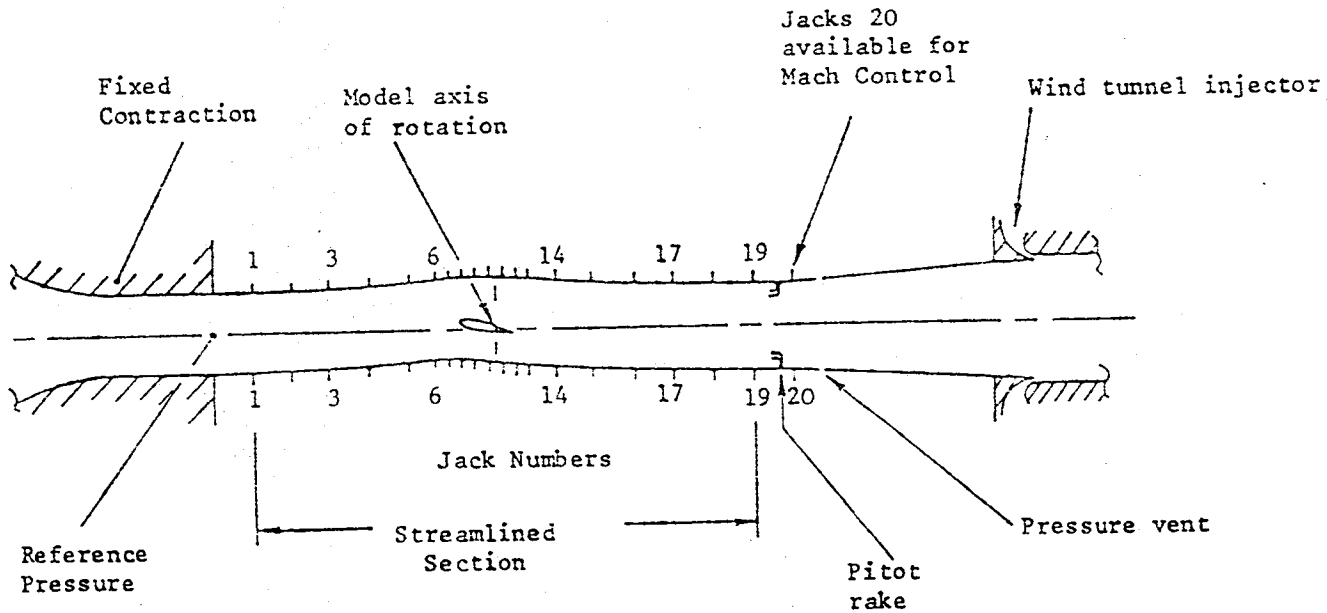 Jacks 20
available for
Mach Control
Fixed
Contraction
Model axis
of rotation
Wind tunnel injector
1 3 6 14 17 19
1 3 6 14 17 19 20
Jack Numbers
Streamlined
Section
Reference
Pressure
Pressure vent
Pitot
rake